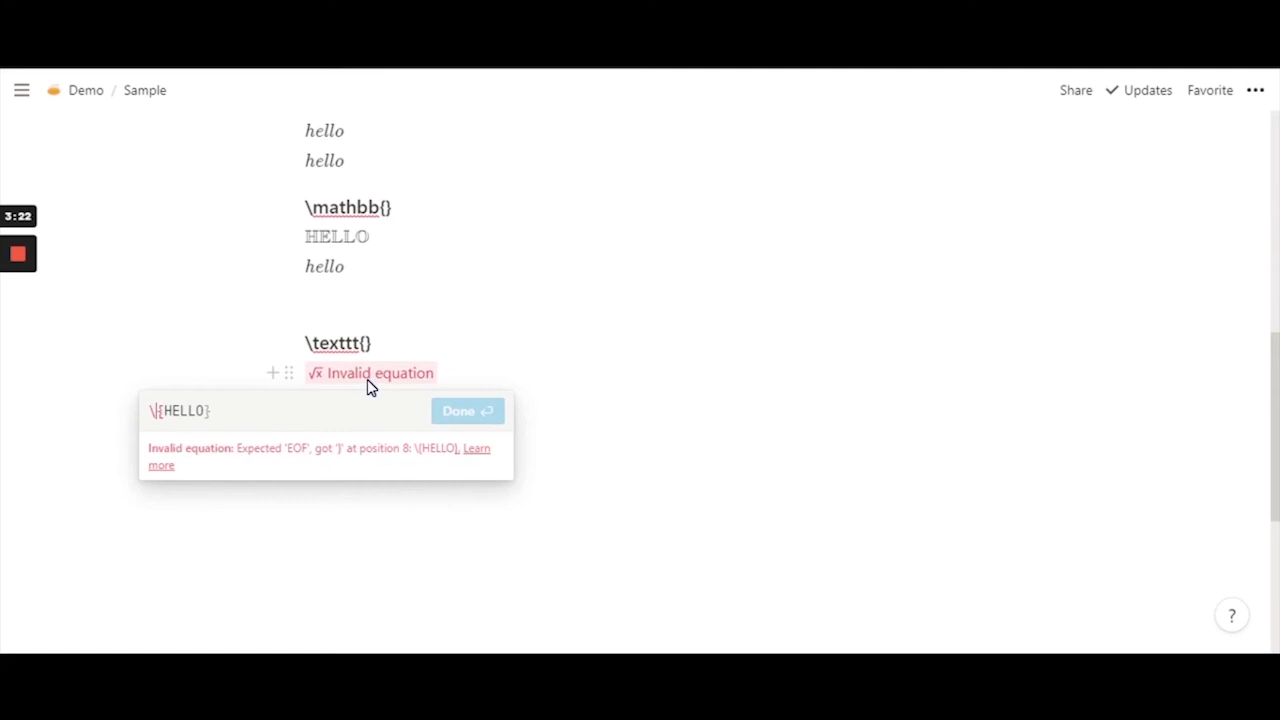 Demo / Sample
Share Updates Favorite
hello
hello
3:22
\mathbb{}
ℍ𝔼𝕃𝕃𝕆
hello
\texttt{}
√x Invalid equation
\{HELLO}
Done
Invalid equation: Expected 'EOF', got '}' at position 8: \{HELLO}. Learn
more
?